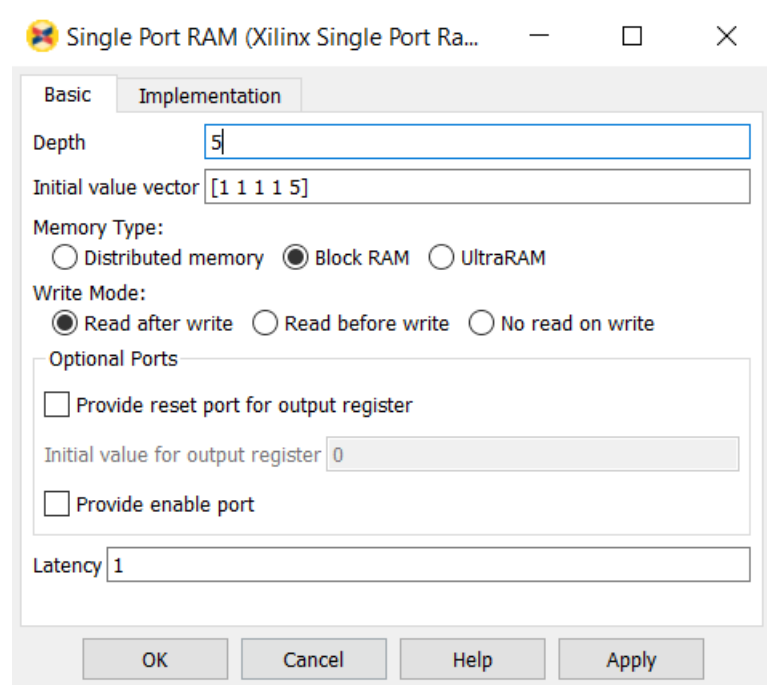 Single Port RAM (Xilinx Single Port Ra...
Basic Implementation
Depth 5
Initial value vector [1 1 1 1 5]
Memory Type:
Distributed memory Block RAM UltraRAM
Write Mode:
Read after write Read before write No read on write
Optional Ports
Provide reset port for output register
Initial value for output register 0
Provide enable port
Latency 1
OK Cancel Help Apply